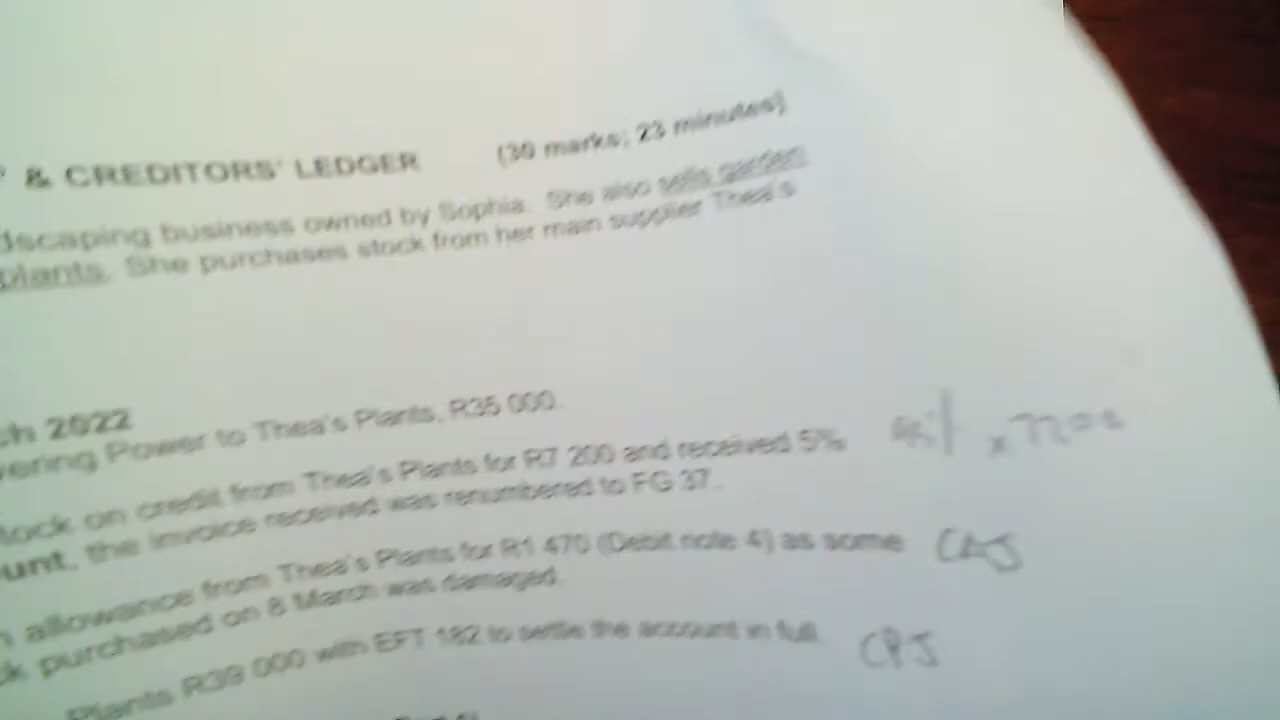 & CREDITORS' LEDGER (30 marks; 23 minutes)
dscaping business owned by Sophia. She also sells garden
plants. She purchases stock from her main supplier Thea's
ch 2022
vering Power to Thea's Plants, R35 000.
tock on credit from Thea's Plants for R7 200 and received 5% x 7200
unt, the invoice received was renumbered to FG 37.
n allowance from Thea's Plants for R1 470 (Debit note 4) as some CAJ
ck purchased on 8 March was damaged.
Plants R39 000 with EFT 182 to settle the account in full. CPJ